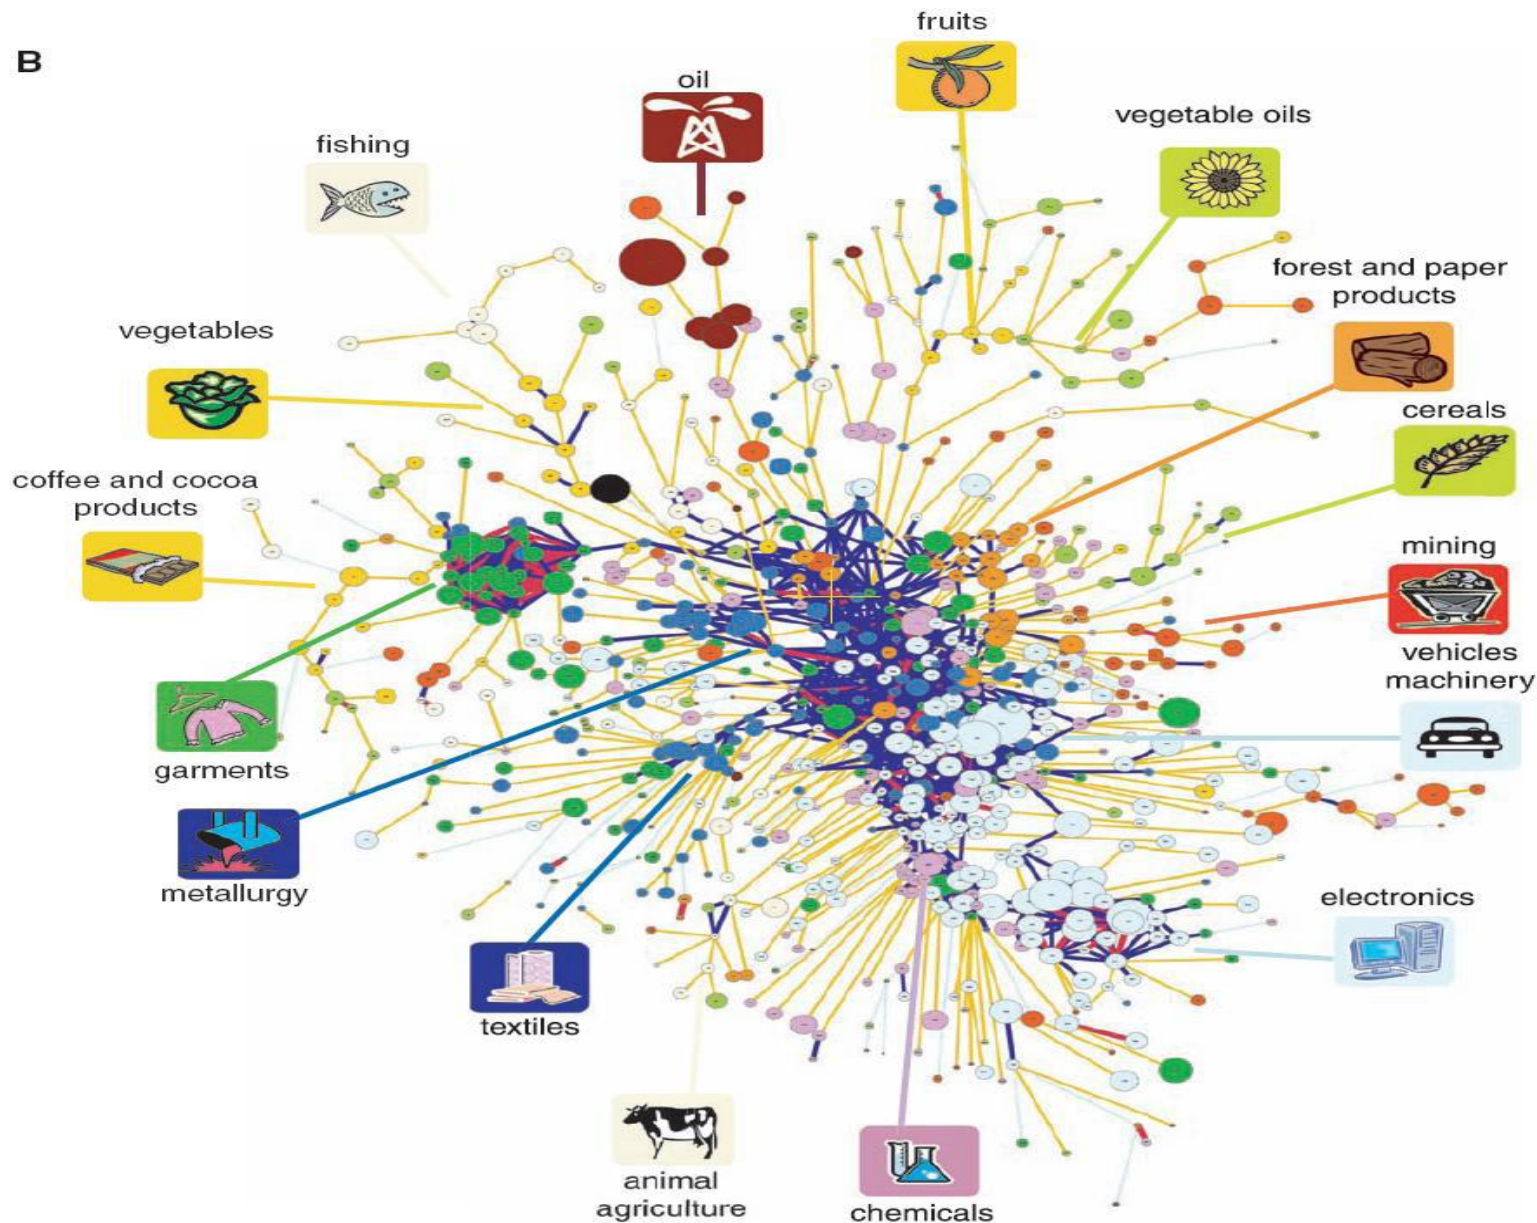 B
fruits
oil
vegetable oils
fishing
forest and paper
products
vegetables
cereals
coffee and cocoa
products
mining
vehicles
machinery
garments
metallurgy
electronics
textiles
animal
agriculture
chemicals